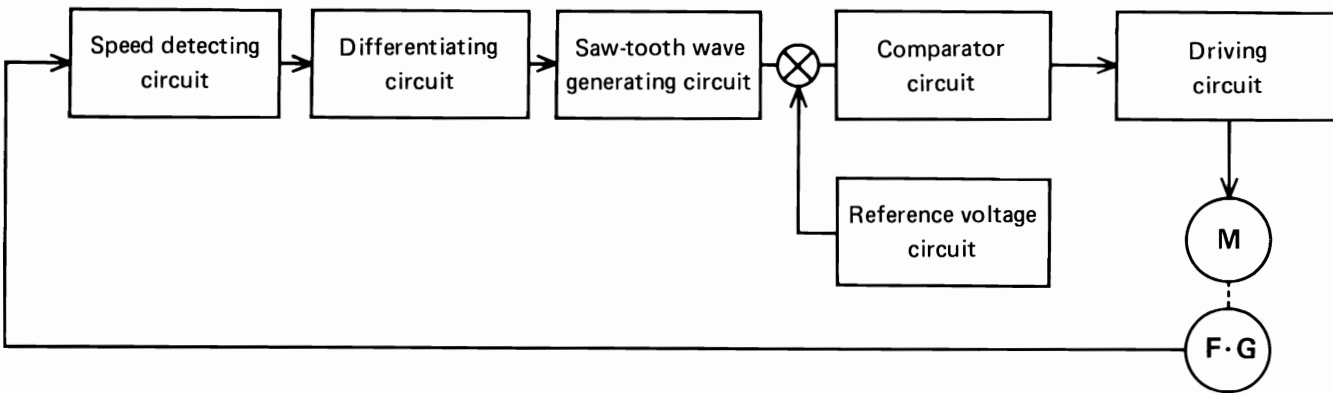 Speed detecting
circuit
Differentiating
circuit
Saw-tooth wave
generating circuit
Comparator
circuit
Driving
circuit
Reference voltage
circuit
M
F·G